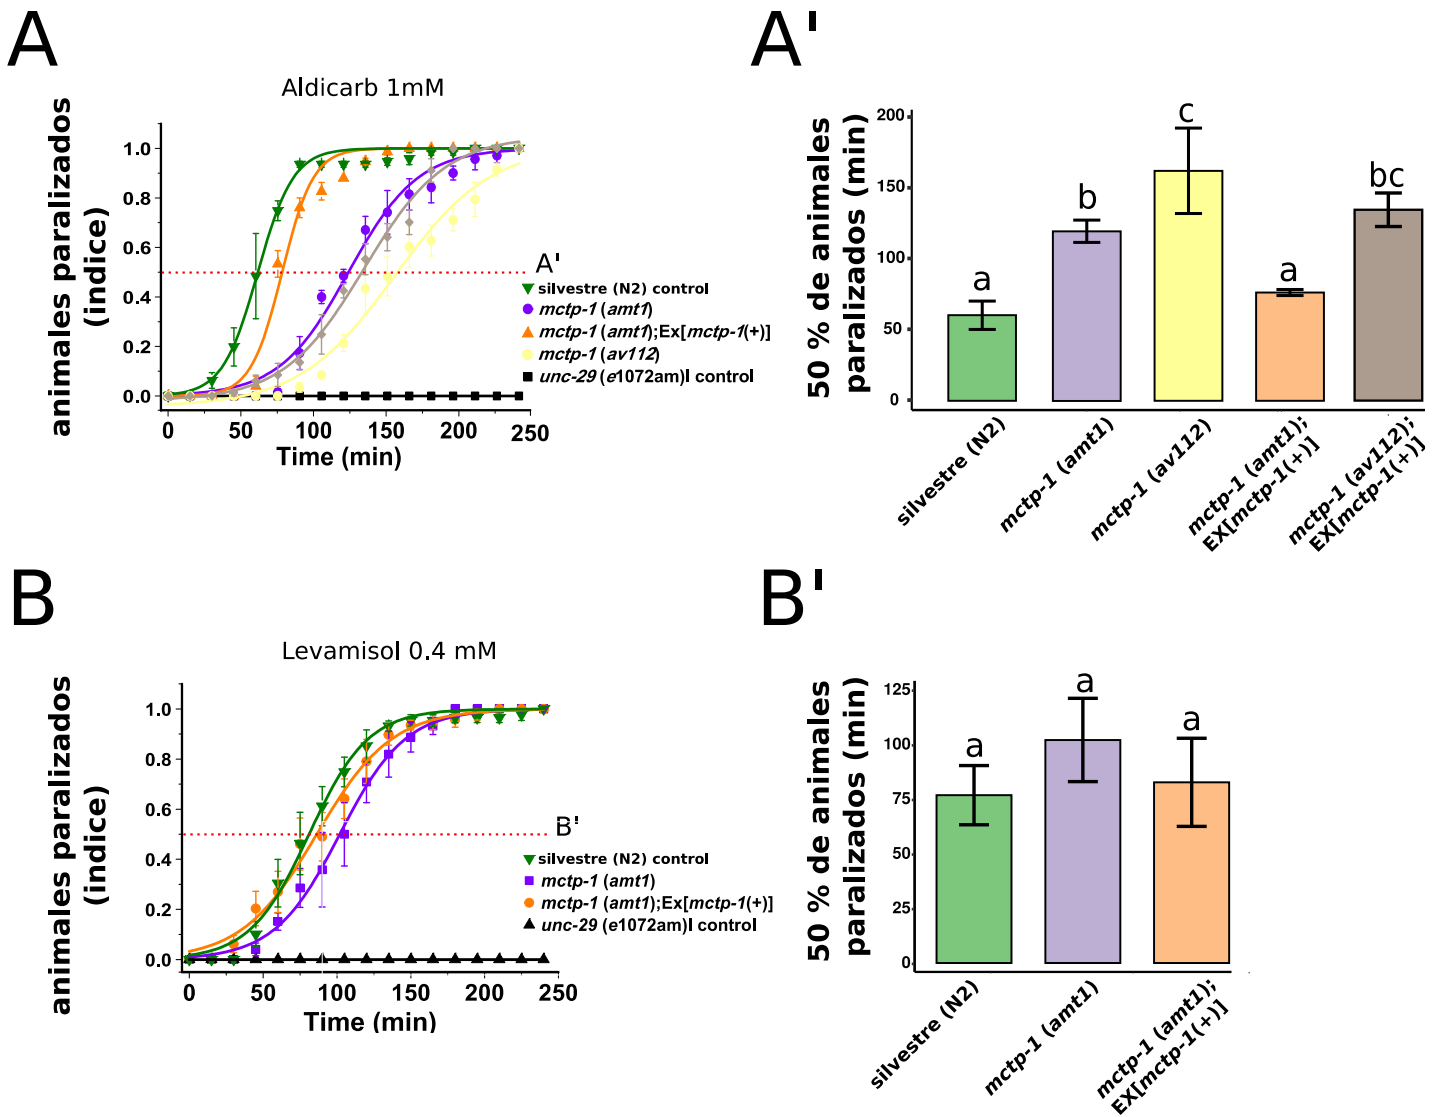 A
Aldicarb 1mM
animales paralizados
(indice)
1.0
0.8
0.6
0.4
0.2
0.0
0
50
100
150
200
250
Time (min)
A'
silvestre (N2) control
mctp-1 (amt1)
mctp-1 (amt1);Ex[mctp-1(+)]
mctp-1 (av112)
unc-29 (e1072am)I control
A'
50 % de animales
paralizados (min)
200
150
100
50
0
a
b
c
a
bc
silvestre (N2)
mctp-1 (amt1)
mctp-1 (av112)
mctp-1 (amt1);
EX[mctp-1(+)]
mctp-1 (av112);
EX[mctp-1(+)]
B
Levamisol 0.4 mM
animales paralizados
(indice)
1.0
0.8
0.6
0.4
0.2
0.0
0
50
100
150
200
250
Time (min)
B'
silvestre (N2) control
mctp-1 (amt1)
mctp-1 (amt1);Ex[mctp-1(+)]
unc-29 (e1072am)I control
B'
50 % de animales
paralizados (min)
125
100
75
50
25
0
a
a
a
silvestre (N2)
mctp-1 (amt1)
mctp-1 (amt1);
EX[mctp-1(+)]